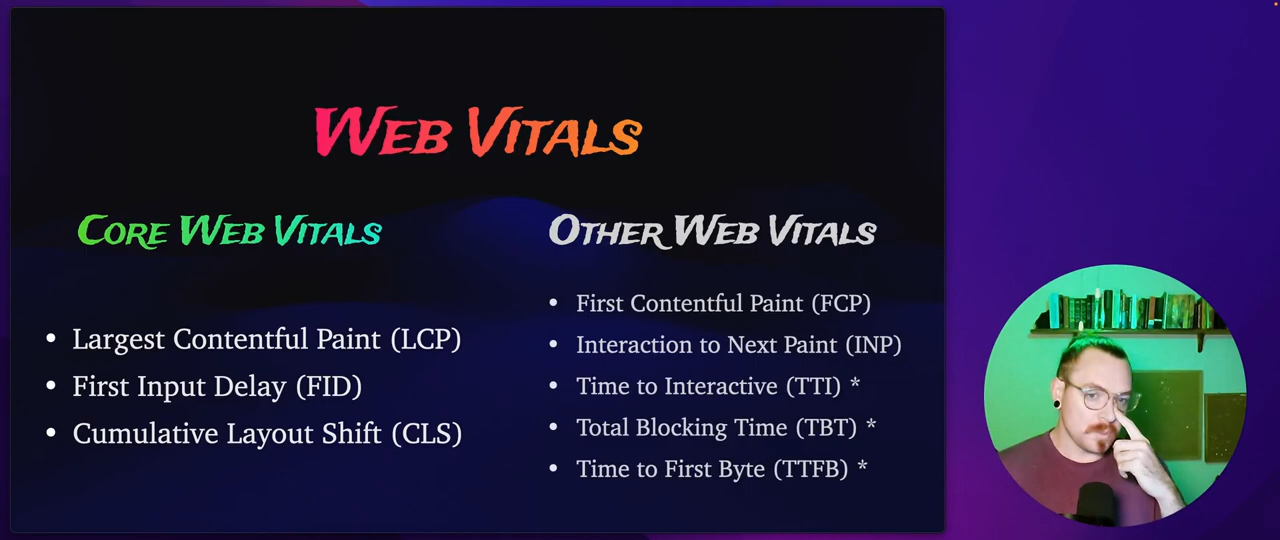 Web Vitals
Core Web Vitals
• Largest Contentful Paint (LCP)
• First Input Delay (FID)
• Cumulative Layout Shift (CLS)
Other Web Vitals
• First Contentful Paint (FCP)
• Interaction to Next Paint (INP)
• Time to Interactive (TTI) *
• Total Blocking Time (TBT) *
• Time to First Byte (TTFB) *